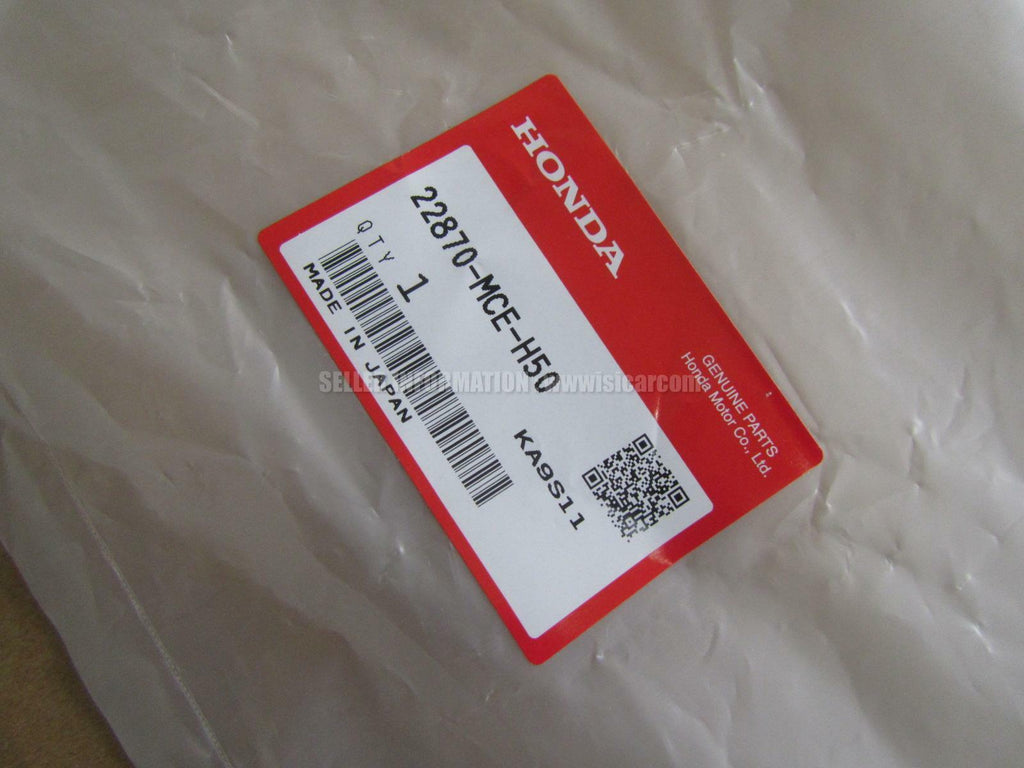 HONDA
GENUINE PARTS
Honda Motor Co., Ltd.
22870-MCE-H50
KA9S11
QTY 1
MADE IN JAPAN